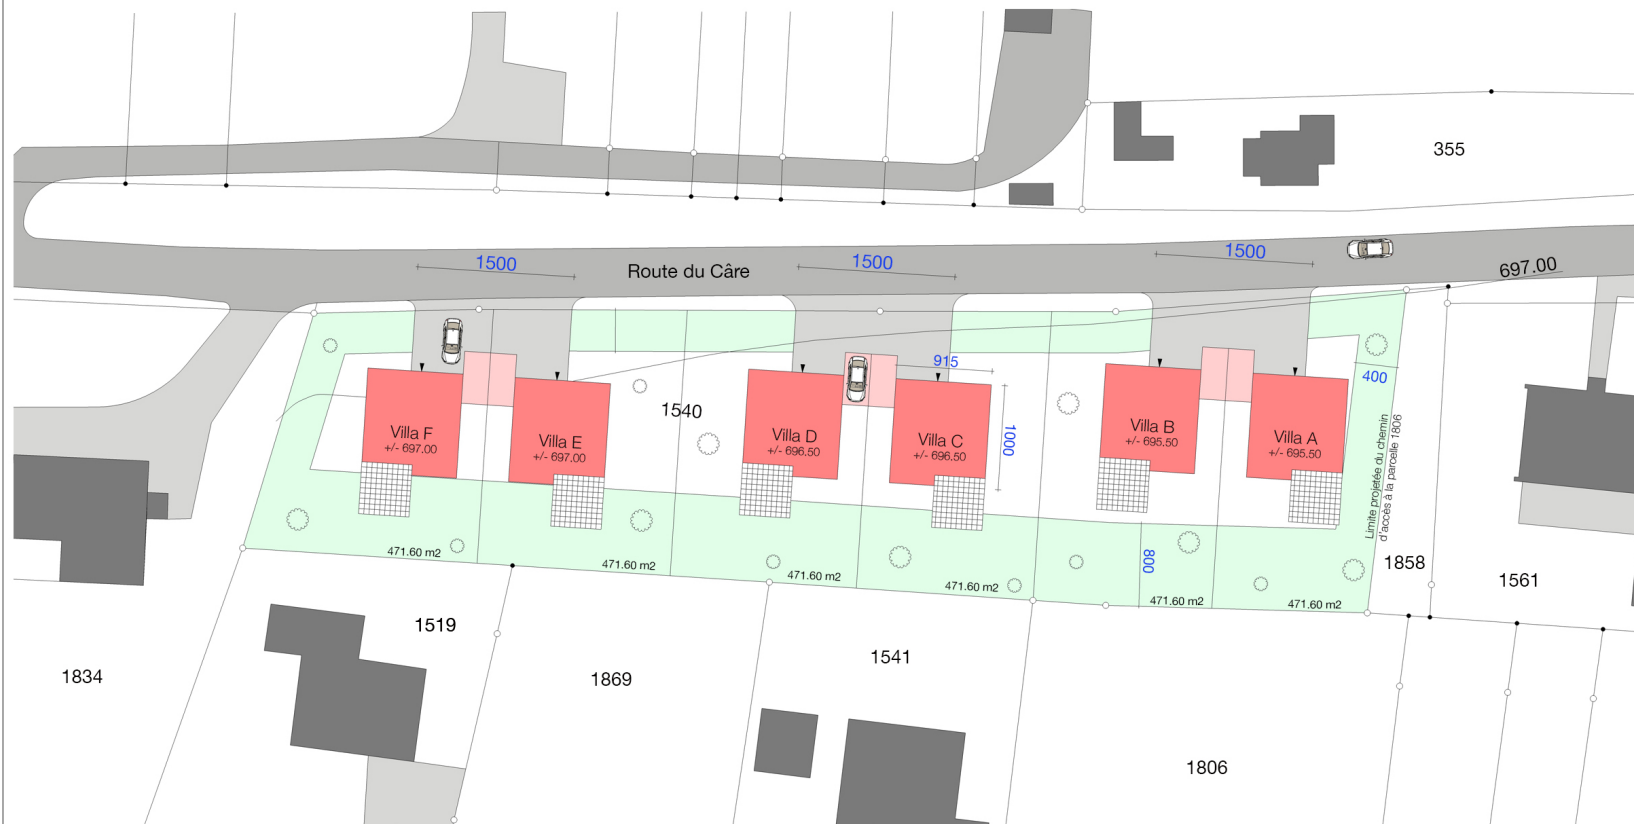 355
1500
Route du Câre
1500
1500
697.00
915
400
1540
1000
Villa F
+/- 697.00
Villa E
+/- 697.00
Villa D
+/- 696.50
Villa C
+/- 696.50
Villa B
+/- 695.50
Villa A
+/- 695.50
Limite projetée du chemin
d'accès à la parcelle 1806
471.60 m2
471.60 m2
471.60 m2
471.60 m2
800
471.60 m2
471.60 m2
1858
1561
1834
1519
1869
1541
1806